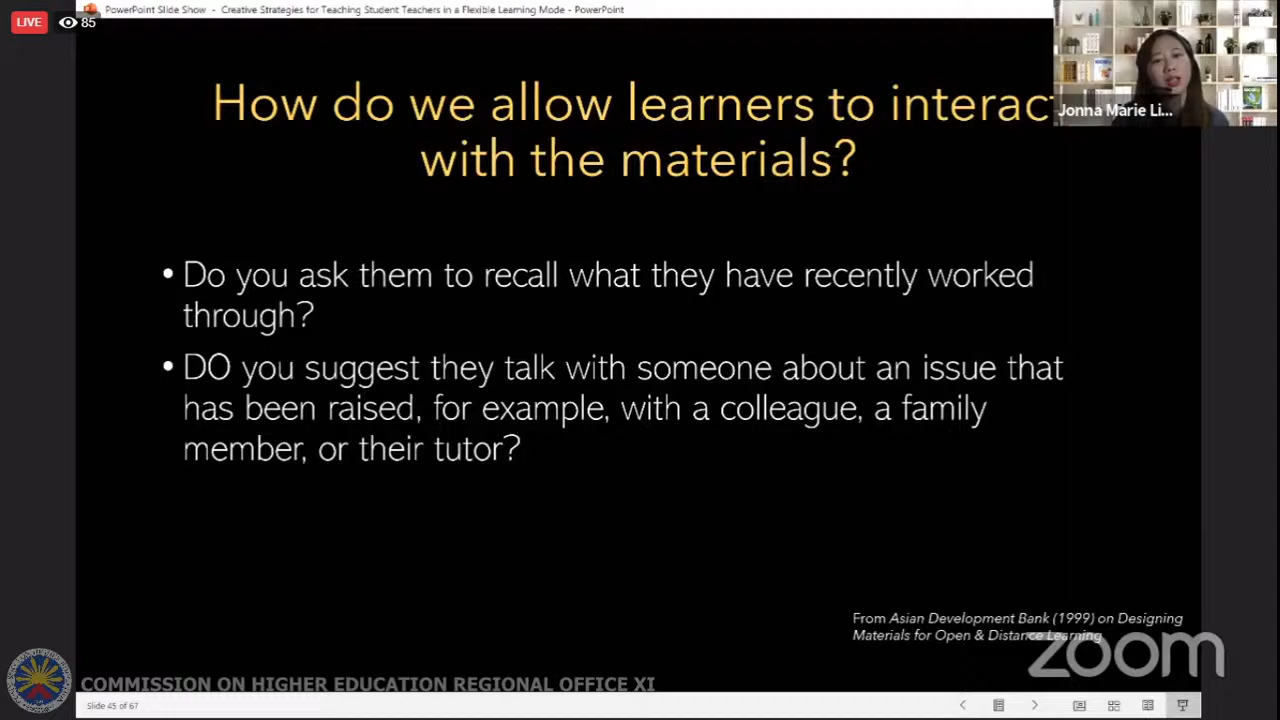 PowerPoint Slide Show - Creative Strategies for Teaching Student Teachers in a Flexible Learning Mode - PowerPoint
LIVE 85
How do we allow learners to interact
with the materials?
Jonna Marie Li...
• Do you ask them to recall what they have recently worked
through?
• DO you suggest they talk with someone about an issue that
has been raised, for example, with a colleague, a family
member, or their tutor?
From Asian Development Bank (1999) on Designing
Materials for Open & Distance Learning
zoom
COMMISSION ON HIGHER EDUCATION REGIONAL OFFICE XI
Slide 45 of 67